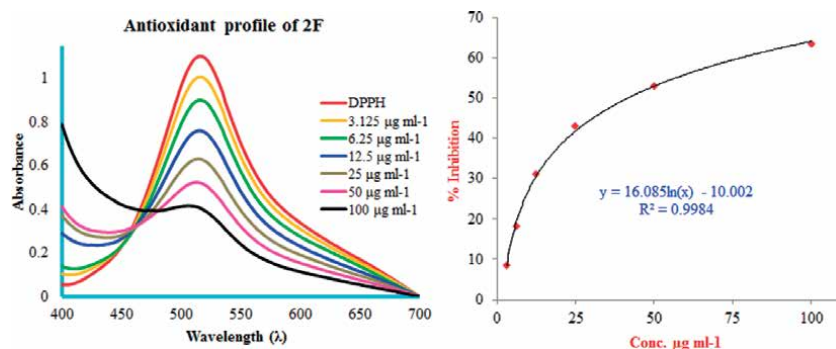 Antioxidant profile of 2F
Absorbance
1
0.8
0.6
0.4
0.2
0
400
450
500
550
600
650
700
Wavelength (λ)
DPPH
3.125 µg ml-1
6.25 µg ml-1
12.5 µg ml-1
25 µg ml-1
50 µg ml-1
100 µg ml-1
% Inhibition
70
60
50
40
30
20
10
0
0
25
50
75
100
Conc. µg ml-1
y = 16.085ln(x) - 10.002
R² = 0.9984